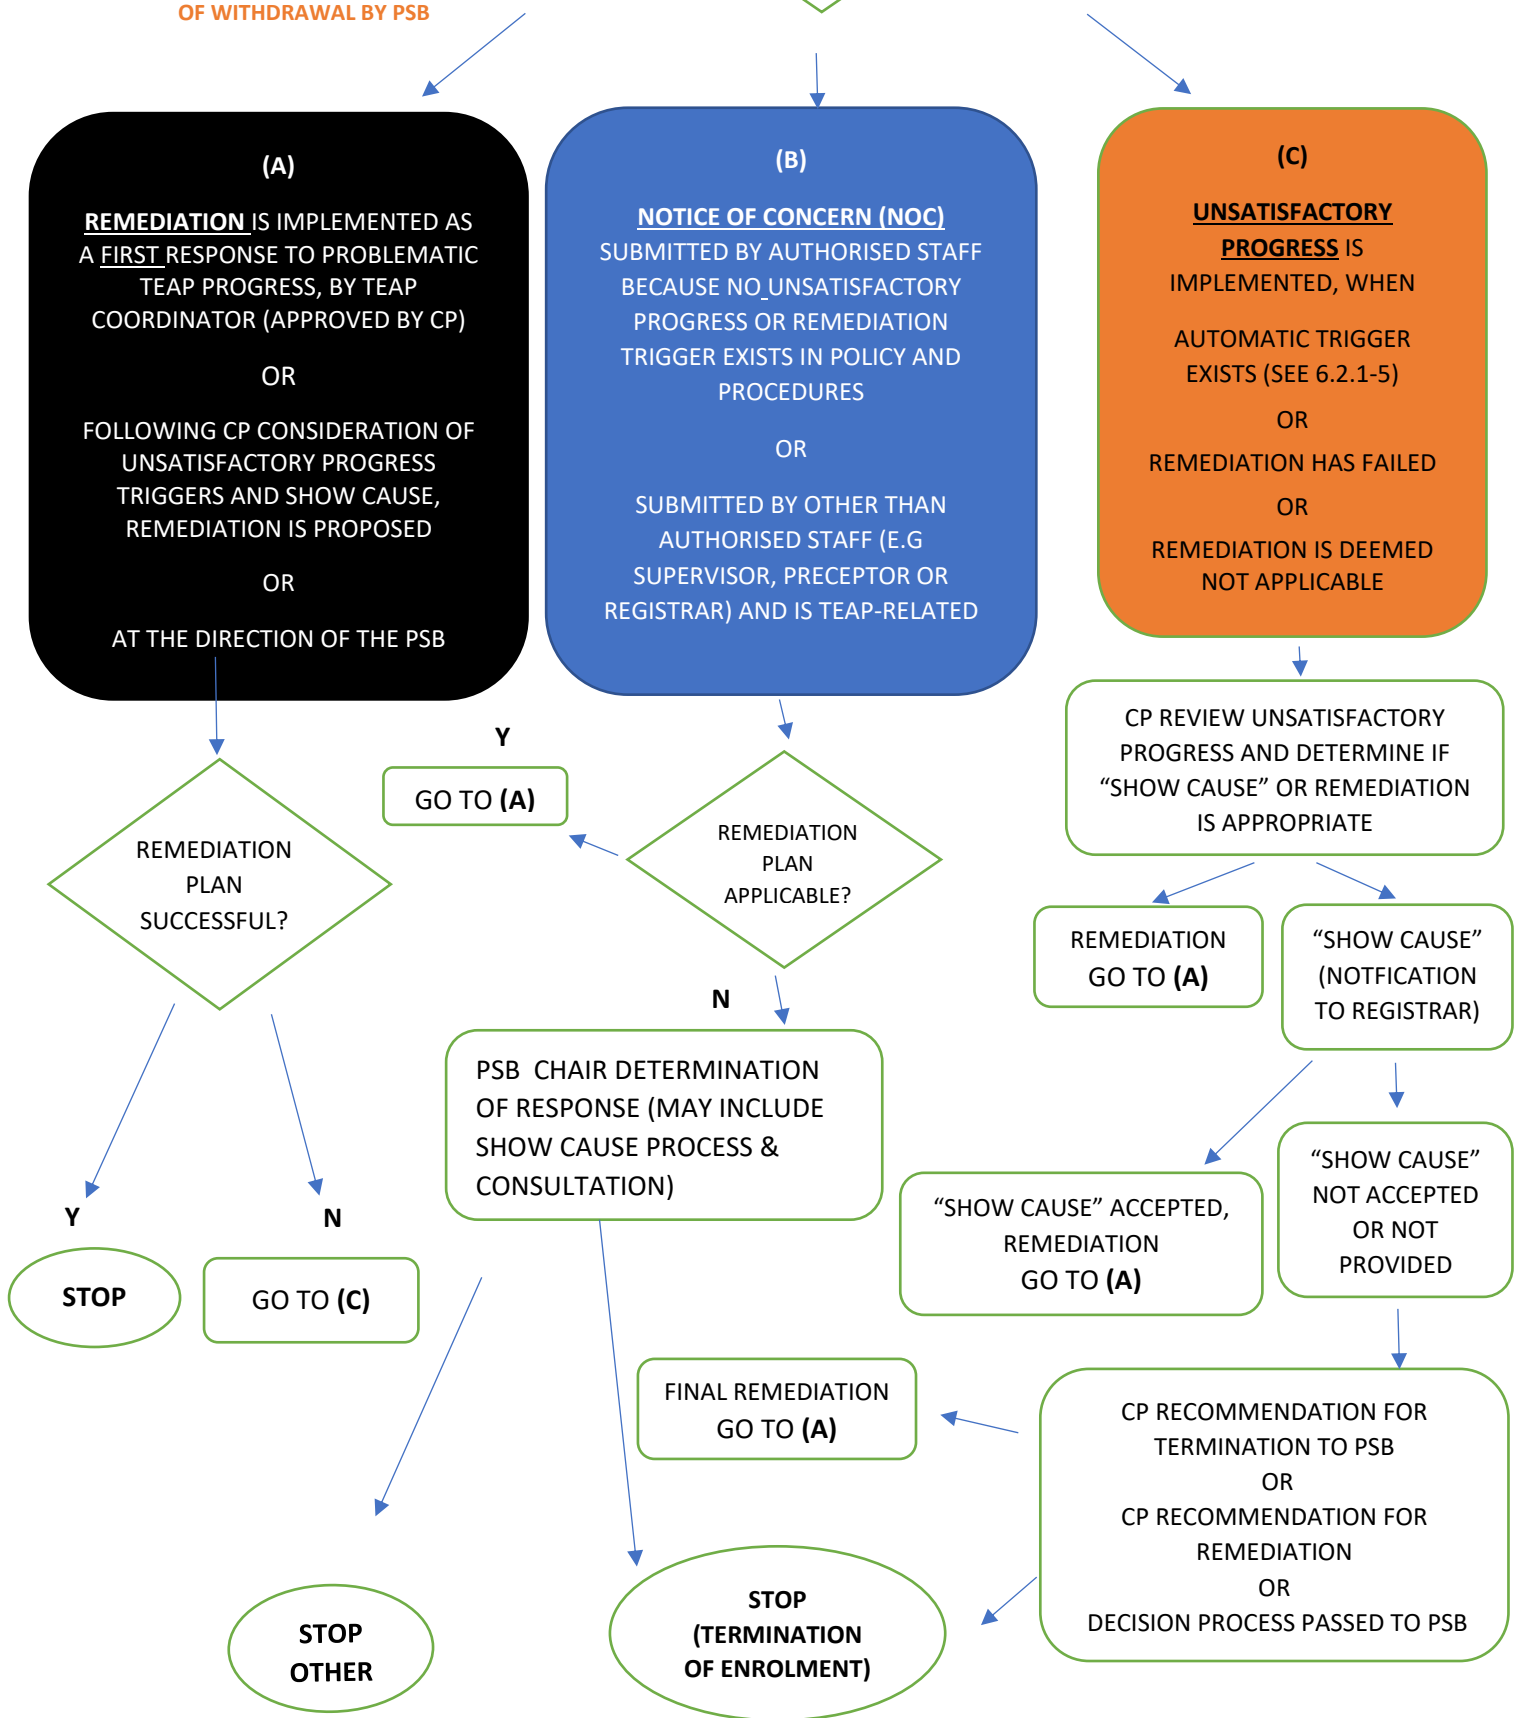 OF WITHDRAWAL BY PSB
(A)
REMEDIATION IS IMPLEMENTED AS
A FIRST RESPONSE TO PROBLEMATIC
TEAP PROGRESS, BY TEAP
COORDINATOR (APPROVED BY CP)
OR
FOLLOWING CP CONSIDERATION OF
UNSATISFACTORY PROGRESS
TRIGGERS AND SHOW CAUSE,
REMEDIATION IS PROPOSED
OR
AT THE DIRECTION OF THE PSB
(B)
NOTICE OF CONCERN (NOC)
SUBMITTED BY AUTHORISED STAFF
BECAUSE NO UNSATISFACTORY
PROGRESS OR REMEDIATION
TRIGGER EXISTS IN POLICY AND
PROCEDURES
OR
SUBMITTED BY OTHER THAN
AUTHORISED STAFF (E.G
SUPERVISOR, PRECEPTOR OR
REGISTRAR) AND IS TEAP-RELATED
(C)
UNSATISFACTORY
PROGRESS IS
IMPLEMENTED, WHEN
AUTOMATIC TRIGGER
EXISTS (SEE 6.2.1-5)
OR
REMEDIATION HAS FAILED
OR
REMEDIATION IS DEEMED
NOT APPLICABLE
REMEDIATION
PLAN
SUCCESSFUL?
Y
STOP
N
GO TO (C)
Y
GO TO (A)
REMEDIATION
PLAN
APPLICABLE?
N
PSB CHAIR DETERMINATION
OF RESPONSE (MAY INCLUDE
SHOW CAUSE PROCESS &
CONSULTATION)
CP REVIEW UNSATISFACTORY
PROGRESS AND DETERMINE IF
“SHOW CAUSE” OR REMEDIATION
IS APPROPRIATE
REMEDIATION
GO TO (A)
“SHOW CAUSE”
(NOTFICATION
TO REGISTRAR)
“SHOW CAUSE” ACCEPTED,
REMEDIATION
GO TO (A)
“SHOW CAUSE”
NOT ACCEPTED
OR NOT
PROVIDED
FINAL REMEDIATION
GO TO (A)
CP RECOMMENDATION FOR
TERMINATION TO PSB
OR
CP RECOMMENDATION FOR
REMEDIATION
OR
DECISION PROCESS PASSED TO PSB
STOP
OTHER
STOP
(TERMINATION
OF ENROLMENT)